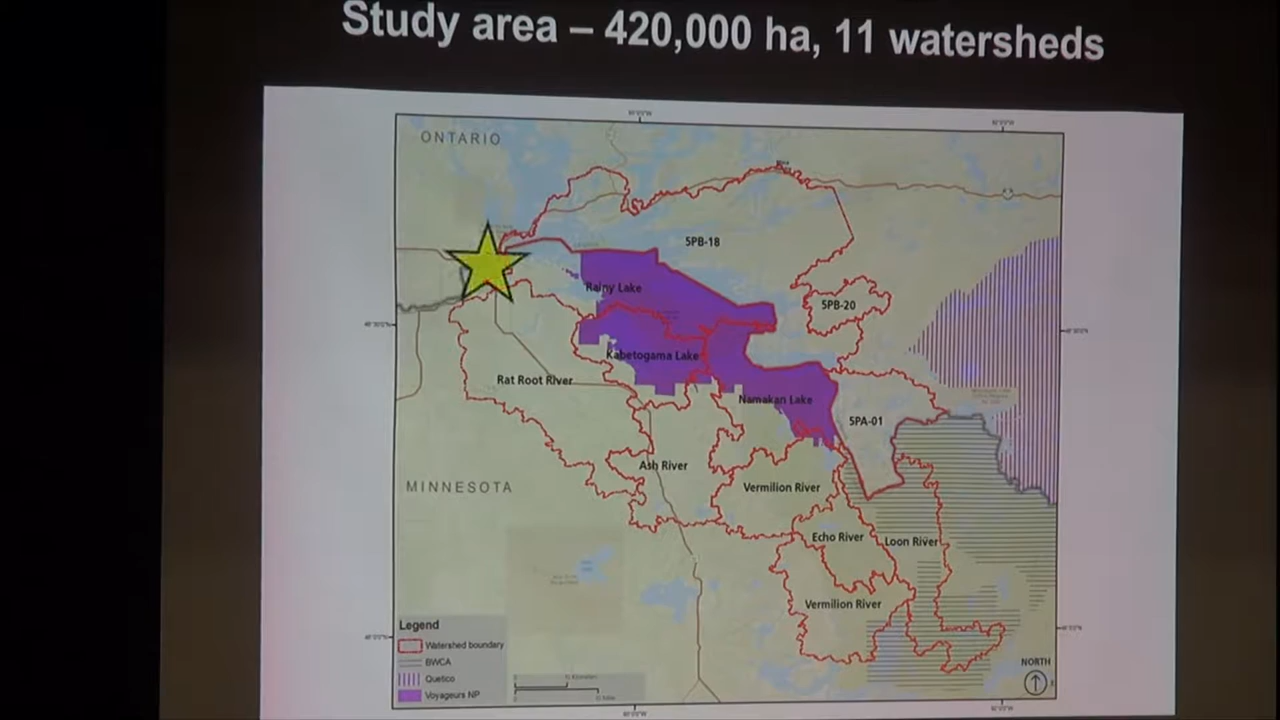 Study area – 420,000 ha, 11 watersheds
ONTARIO
5PB-18
Rainy Lake
5PB-20
Kabetogama Lake
Rat Root River
Namakan Lake
5PA-01
Ash River
MINNESOTA
Vermilion River
Echo River
Loon River
Vermilion River
Legend
Watershed boundary
BWCA
Quetico
Voyageurs NP
NORTH